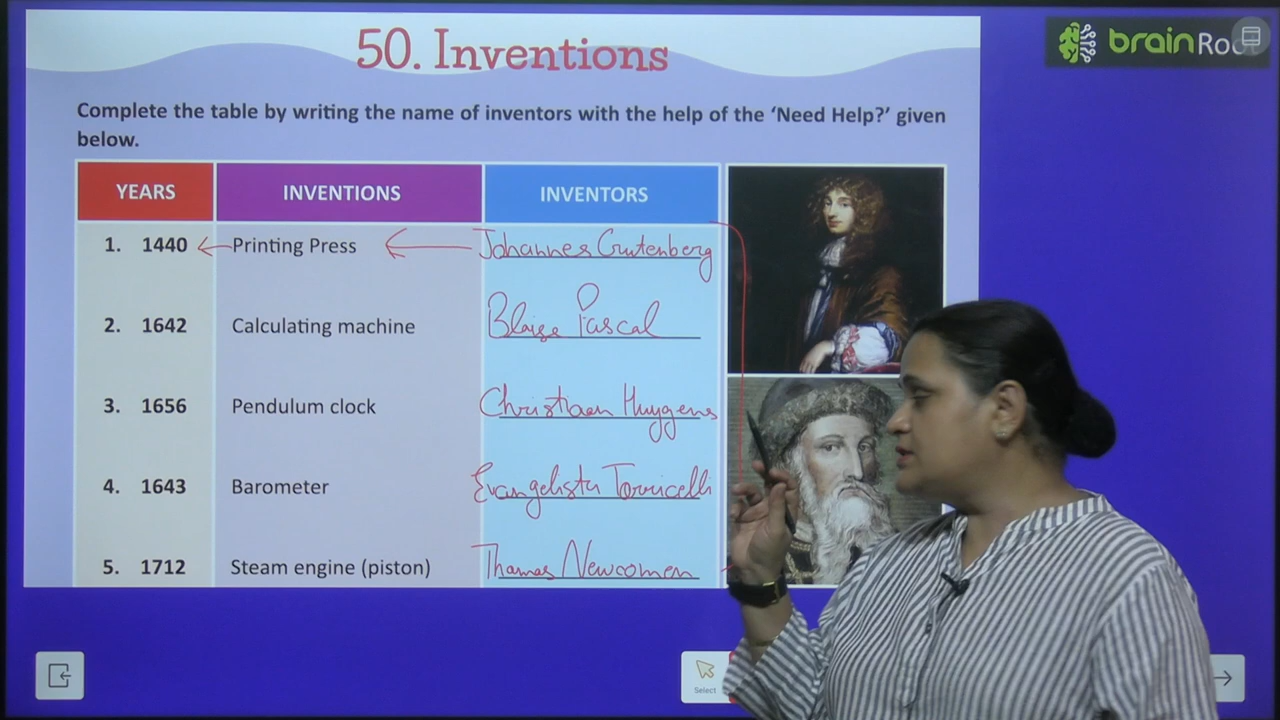 50. Inventions
brainRoo
Complete the table by writing the name of inventors with the help of the ‘Need Help?’ given
below.
YEARS INVENTIONS INVENTORS
1. 1440 Printing Press Johannes Grutenberg
2. 1642 Calculating machine Blaise Pascal
3. 1656 Pendulum clock Christiaan Huygens
4. 1643 Barometer Evangelista Torricelli
5. 1712 Steam engine (piston) Thomas Newcomen
Select